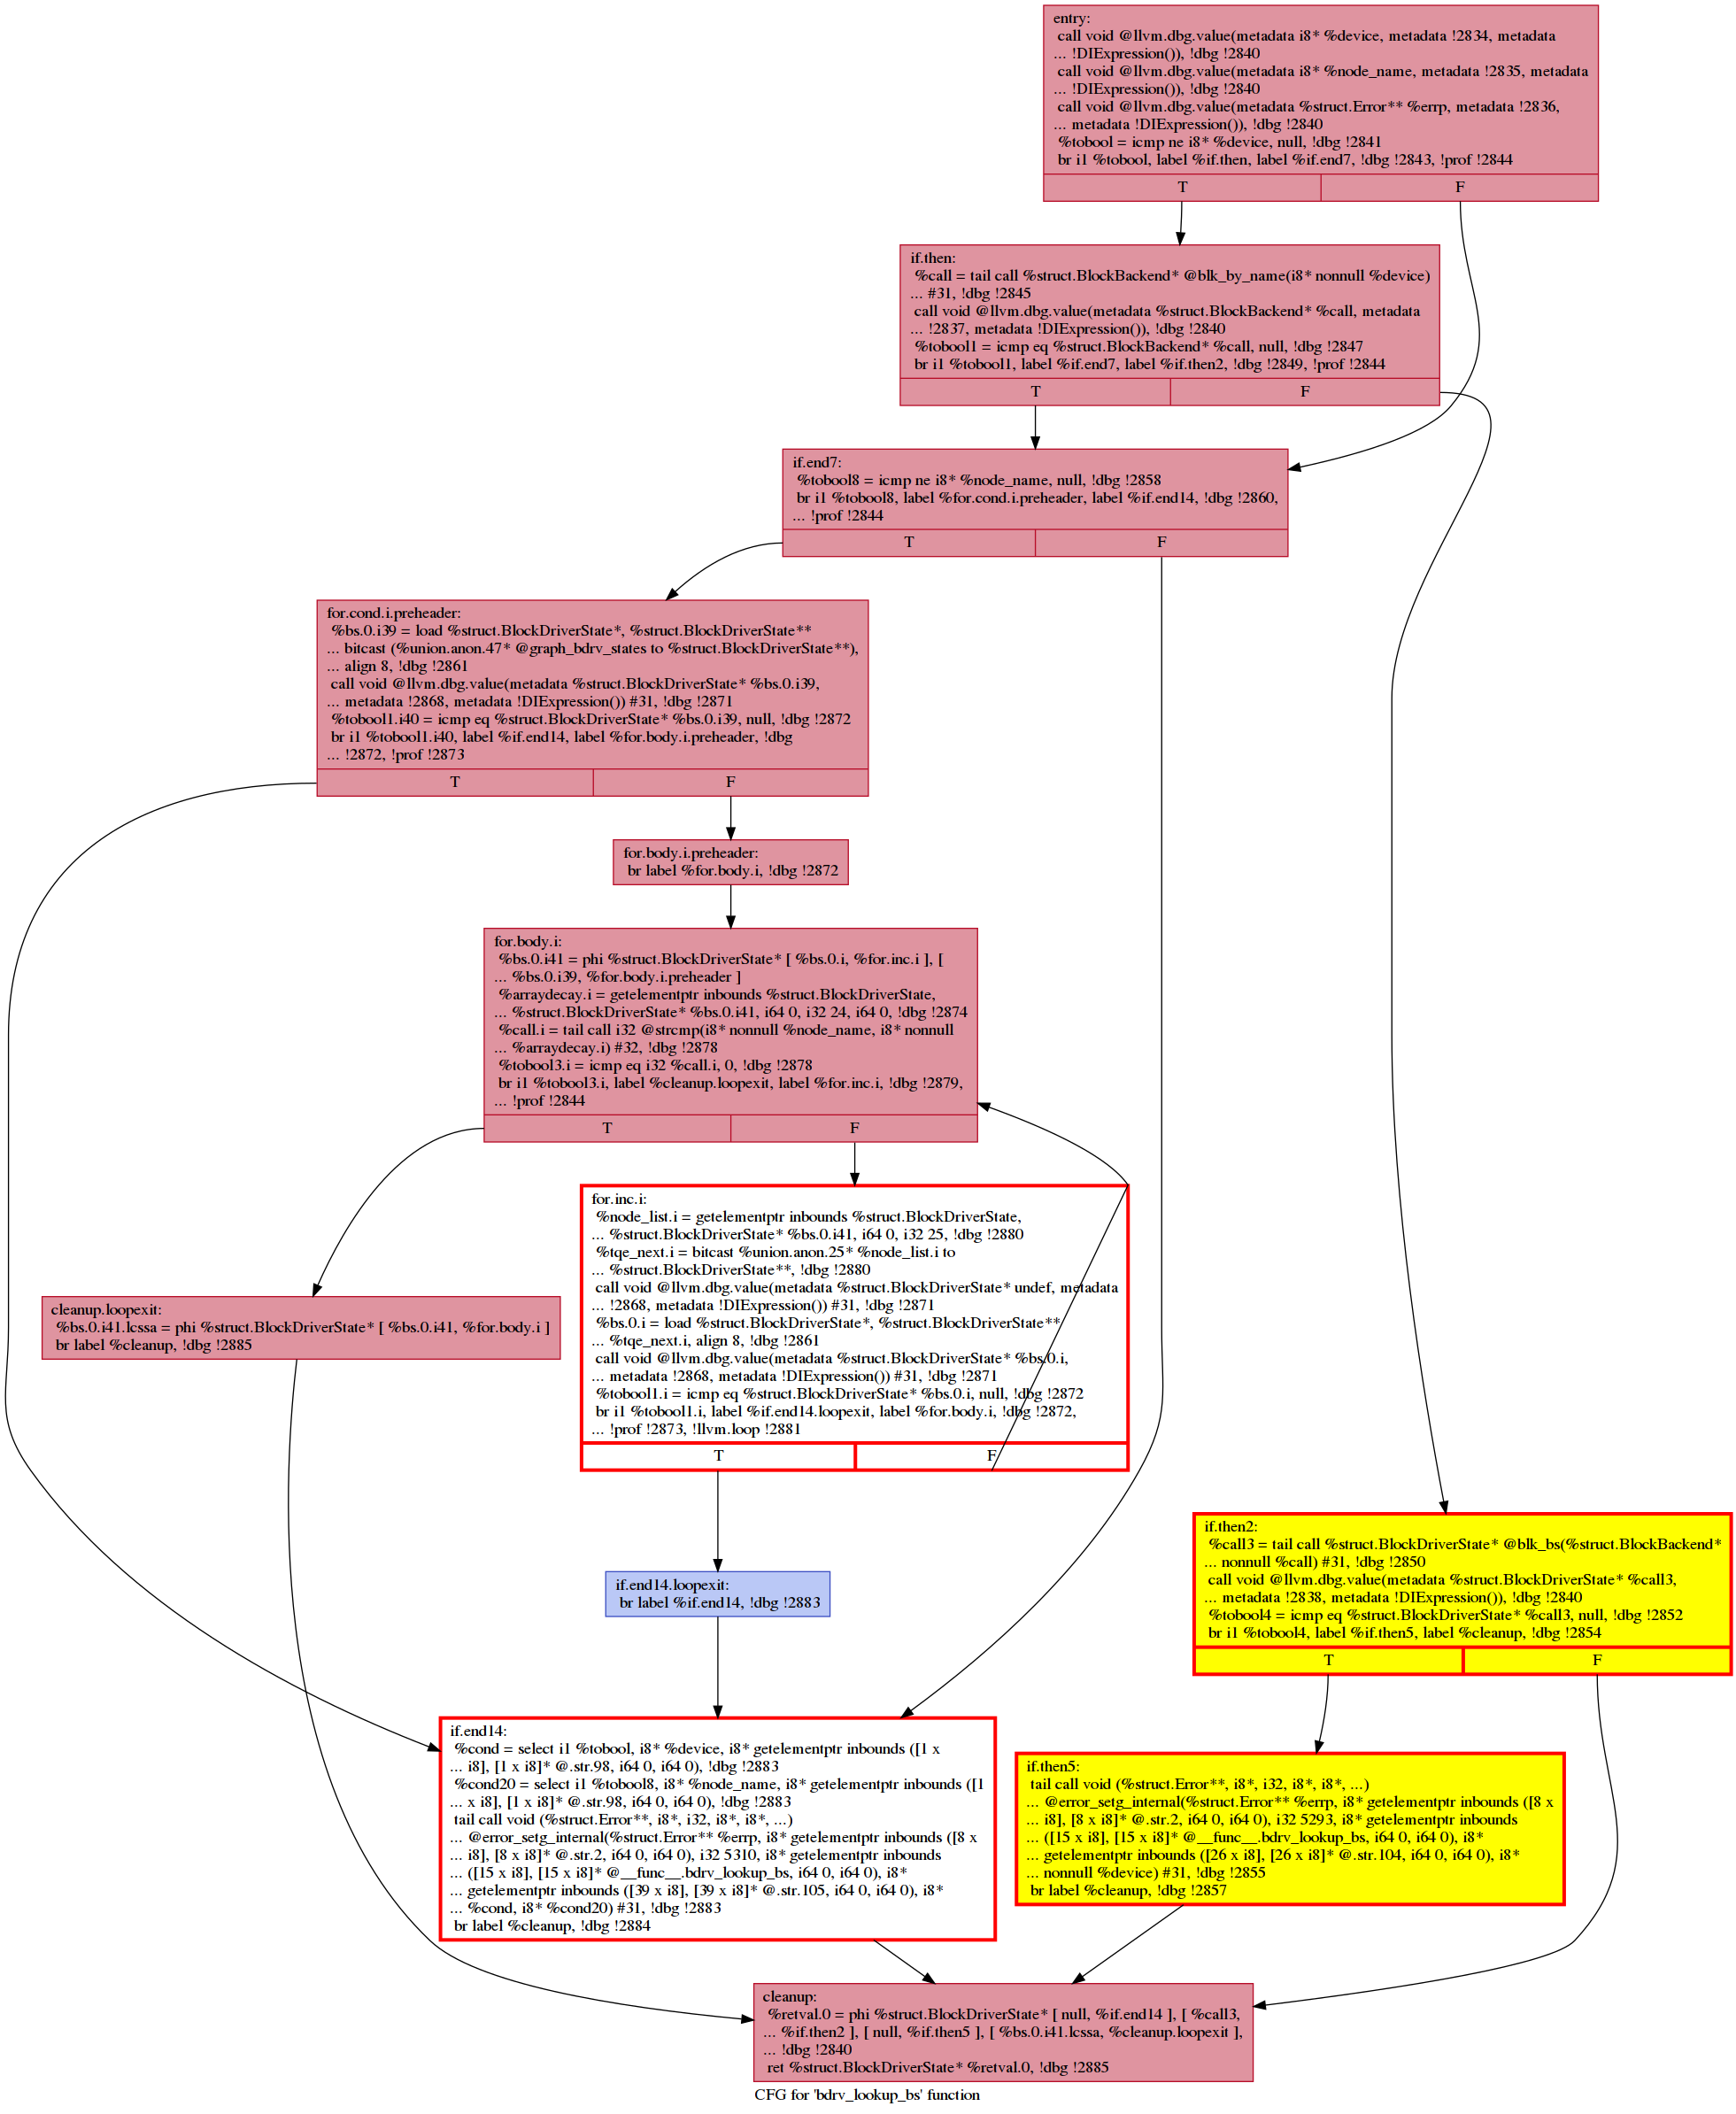 entry:
call void @llvm.dbg.value(metadata i8* %device, metadata !2834, metadata
... !DIExpression()), !dbg !2840
call void @llvm.dbg.value(metadata i8* %node_name, metadata !2835, metadata
... !DIExpression()), !dbg !2840
call void @llvm.dbg.value(metadata %struct.Error** %errp, metadata !2836,
... metadata !DIExpression()), !dbg !2840
%tobool = icmp ne i8* %device, null, !dbg !2841
br i1 %tobool, label %if.then, label %if.end7, !dbg !2843, !prof !2844
T F
if.then:
%call = tail call %struct.BlockBackend* @blk_by_name(i8* nonnull %device)
... #31, !dbg !2845
call void @llvm.dbg.value(metadata %struct.BlockBackend* %call, metadata
... !2837, metadata !DIExpression()), !dbg !2840
%tobool1 = icmp eq %struct.BlockBackend* %call, null, !dbg !2847
br i1 %tobool1, label %if.end7, label %if.then2, !dbg !2849, !prof !2844
T F
if.end7:
%tobool8 = icmp ne i8* %node_name, null, !dbg !2858
br i1 %tobool8, label %for.cond.i.preheader, label %if.end14, !dbg !2860,
... !prof !2844
T F
for.cond.i.preheader:
%bs.0.i39 = load %struct.BlockDriverState*, %struct.BlockDriverState**
... bitcast (%union.anon.47* @graph_bdrv_states to %struct.BlockDriverState**),
... align 8, !dbg !2861
call void @llvm.dbg.value(metadata %struct.BlockDriverState* %bs.0.i39,
... metadata !2868, metadata !DIExpression()) #31, !dbg !2871
%tobool1.i40 = icmp eq %struct.BlockDriverState* %bs.0.i39, null, !dbg !2872
br i1 %tobool1.i40, label %if.end14, label %for.body.i.preheader, !dbg
... !2872, !prof !2873
T F
for.body.i.preheader:
br label %for.body.i, !dbg !2872
for.body.i:
%bs.0.i41 = phi %struct.BlockDriverState* [ %bs.0.i, %for.inc.i ], [
... %bs.0.i39, %for.body.i.preheader ]
%arraydecay.i = getelementptr inbounds %struct.BlockDriverState,
... %struct.BlockDriverState* %bs.0.i41, i64 0, i32 24, i64 0, !dbg !2874
%call.i = tail call i32 @strcmp(i8* nonnull %node_name, i8* nonnull
... %arraydecay.i) #32, !dbg !2878
%tobool3.i = icmp eq i32 %call.i, 0, !dbg !2878
br i1 %tobool3.i, label %cleanup.loopexit, label %for.inc.i, !dbg !2879,
... !prof !2844
T F
for.inc.i:
%node_list.i = getelementptr inbounds %struct.BlockDriverState,
... %struct.BlockDriverState* %bs.0.i41, i64 0, i32 25, !dbg !2880
%tqe_next.i = bitcast %union.anon.25* %node_list.i to
... %struct.BlockDriverState**, !dbg !2880
call void @llvm.dbg.value(metadata %struct.BlockDriverState* undef, metadata
... !2868, metadata !DIExpression()) #31, !dbg !2871
%bs.0.i = load %struct.BlockDriverState*, %struct.BlockDriverState**
... %tqe_next.i, align 8, !dbg !2861
call void @llvm.dbg.value(metadata %struct.BlockDriverState* %bs.0.i,
... metadata !2868, metadata !DIExpression()) #31, !dbg !2871
%tobool1.i = icmp eq %struct.BlockDriverState* %bs.0.i, null, !dbg !2872
br i1 %tobool1.i, label %if.end14.loopexit, label %for.body.i, !dbg !2872,
... !prof !2873, !llvm.loop !2881
T F
cleanup.loopexit:
%bs.0.i41.lcssa = phi %struct.BlockDriverState* [ %bs.0.i41, %for.body.i ]
br label %cleanup, !dbg !2885
if.end14.loopexit:
br label %if.end14, !dbg !2883
if.then2:
%call3 = tail call %struct.BlockDriverState* @blk_bs(%struct.BlockBackend*
... nonnull %call) #31, !dbg !2850
call void @llvm.dbg.value(metadata %struct.BlockDriverState* %call3,
... metadata !2838, metadata !DIExpression()), !dbg !2840
%tobool4 = icmp eq %struct.BlockDriverState* %call3, null, !dbg !2852
br i1 %tobool4, label %if.then5, label %cleanup, !dbg !2854
T F
if.end14:
%cond = select i1 %tobool, i8* %device, i8* getelementptr inbounds ([1 x
... i8], [1 x i8]* @.str.98, i64 0, i64 0), !dbg !2883
%cond20 = select i1 %tobool8, i8* %node_name, i8* getelementptr inbounds ([1
... x i8], [1 x i8]* @.str.98, i64 0, i64 0), !dbg !2883
tail call void (%struct.Error**, i8*, i32, i8*, i8*, ...)
... @error_setg_internal(%struct.Error** %errp, i8* getelementptr inbounds ([8 x
... i8], [8 x i8]* @.str.2, i64 0, i64 0), i32 5310, i8* getelementptr inbounds
... ([15 x i8], [15 x i8]* @__func__.bdrv_lookup_bs, i64 0, i64 0), i8*
... getelementptr inbounds ([39 x i8], [39 x i8]* @.str.105, i64 0, i64 0), i8*
... %cond, i8* %cond20) #31, !dbg !2883
br label %cleanup, !dbg !2884
if.then5:
tail call void (%struct.Error**, i8*, i32, i8*, i8*, ...)
... @error_setg_internal(%struct.Error** %errp, i8* getelementptr inbounds ([8 x
... i8], [8 x i8]* @.str.2, i64 0, i64 0), i32 5293, i8* getelementptr inbounds
... ([15 x i8], [15 x i8]* @__func__.bdrv_lookup_bs, i64 0, i64 0), i8*
... getelementptr inbounds ([26 x i8], [26 x i8]* @.str.104, i64 0, i64 0), i8*
... nonnull %device) #31, !dbg !2855
br label %cleanup, !dbg !2857
cleanup:
%retval.0 = phi %struct.BlockDriverState* [ null, %if.end14 ], [ %call3,
... %if.then2 ], [ null, %if.then5 ], [ %bs.0.i41.lcssa, %cleanup.loopexit ],
... !dbg !2840
ret %struct.BlockDriverState* %retval.0, !dbg !2885
CFG for 'bdrv_lookup_bs' function